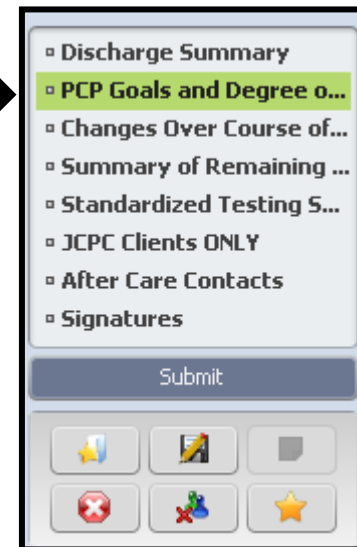 Discharge Summary
PCP Goals and Degree o...
Changes Over Course of...
Summary of Remaining ...
Standardized Testing S...
JCPC Clients ONLY
After Care Contacts
Signatures
Submit